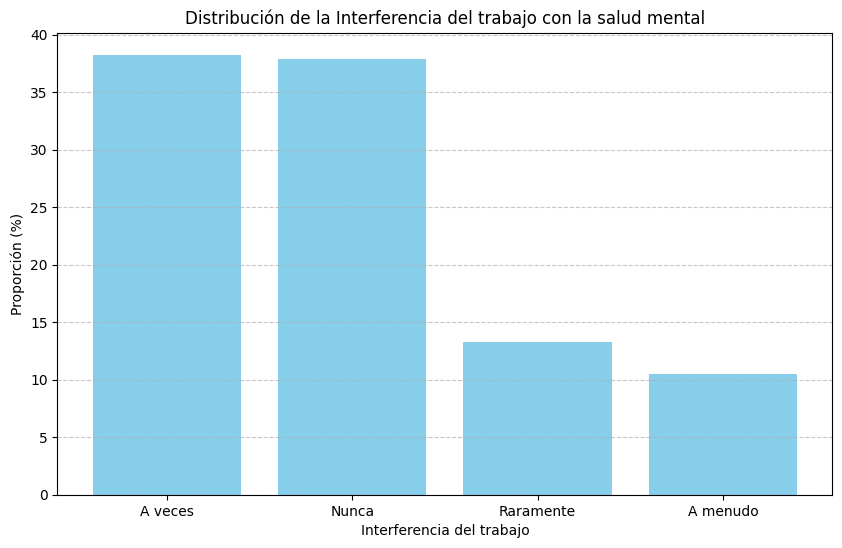 Distribución de la Interferencia del trabajo con la salud mental
Proporción (%)
40
35
30
25
20
15
10
5
0
A veces Nunca Raramente A menudo
Interferencia del trabajo